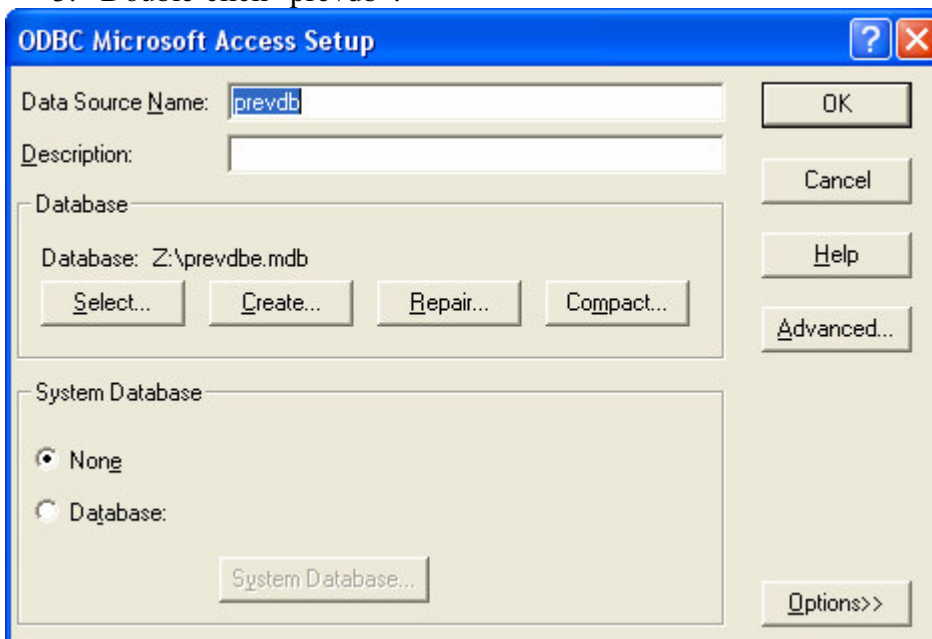 ODBC Microsoft Access Setup
Data Source Name: prevdb
OK
Description:
Cancel
Database
Database: Z:\prevdbe.mdb
Help
Select... Create... Repair... Compact...
Advanced...
System Database
None
Database:
System Database...
Options>>